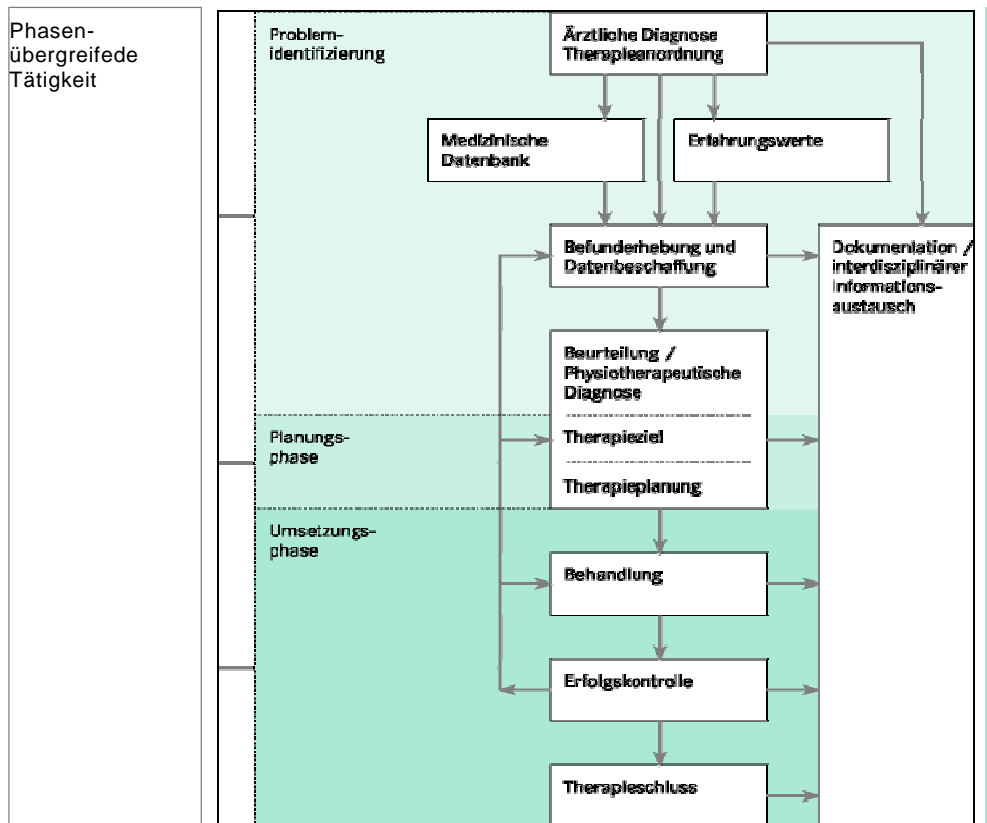 Phasen-
übergreifede
Tätigkeit
Problem-
identifizierung
Ärztliche Diagnose
Therapieanordnung
Medizinische
Datenbank
Erfahrungswerte
Befunderhebung und
Datenbeschaffung
Dokumentation /
interdisziplinärer
Informations-
austausch
Beurteilung /
Physiotherapeutische
Diagnose
Planungs-
phase
Therapieziel
Therapieplanung
Umsetzungs-
phase
Behandlung
Erfolgskontrolle
Therapieschluss